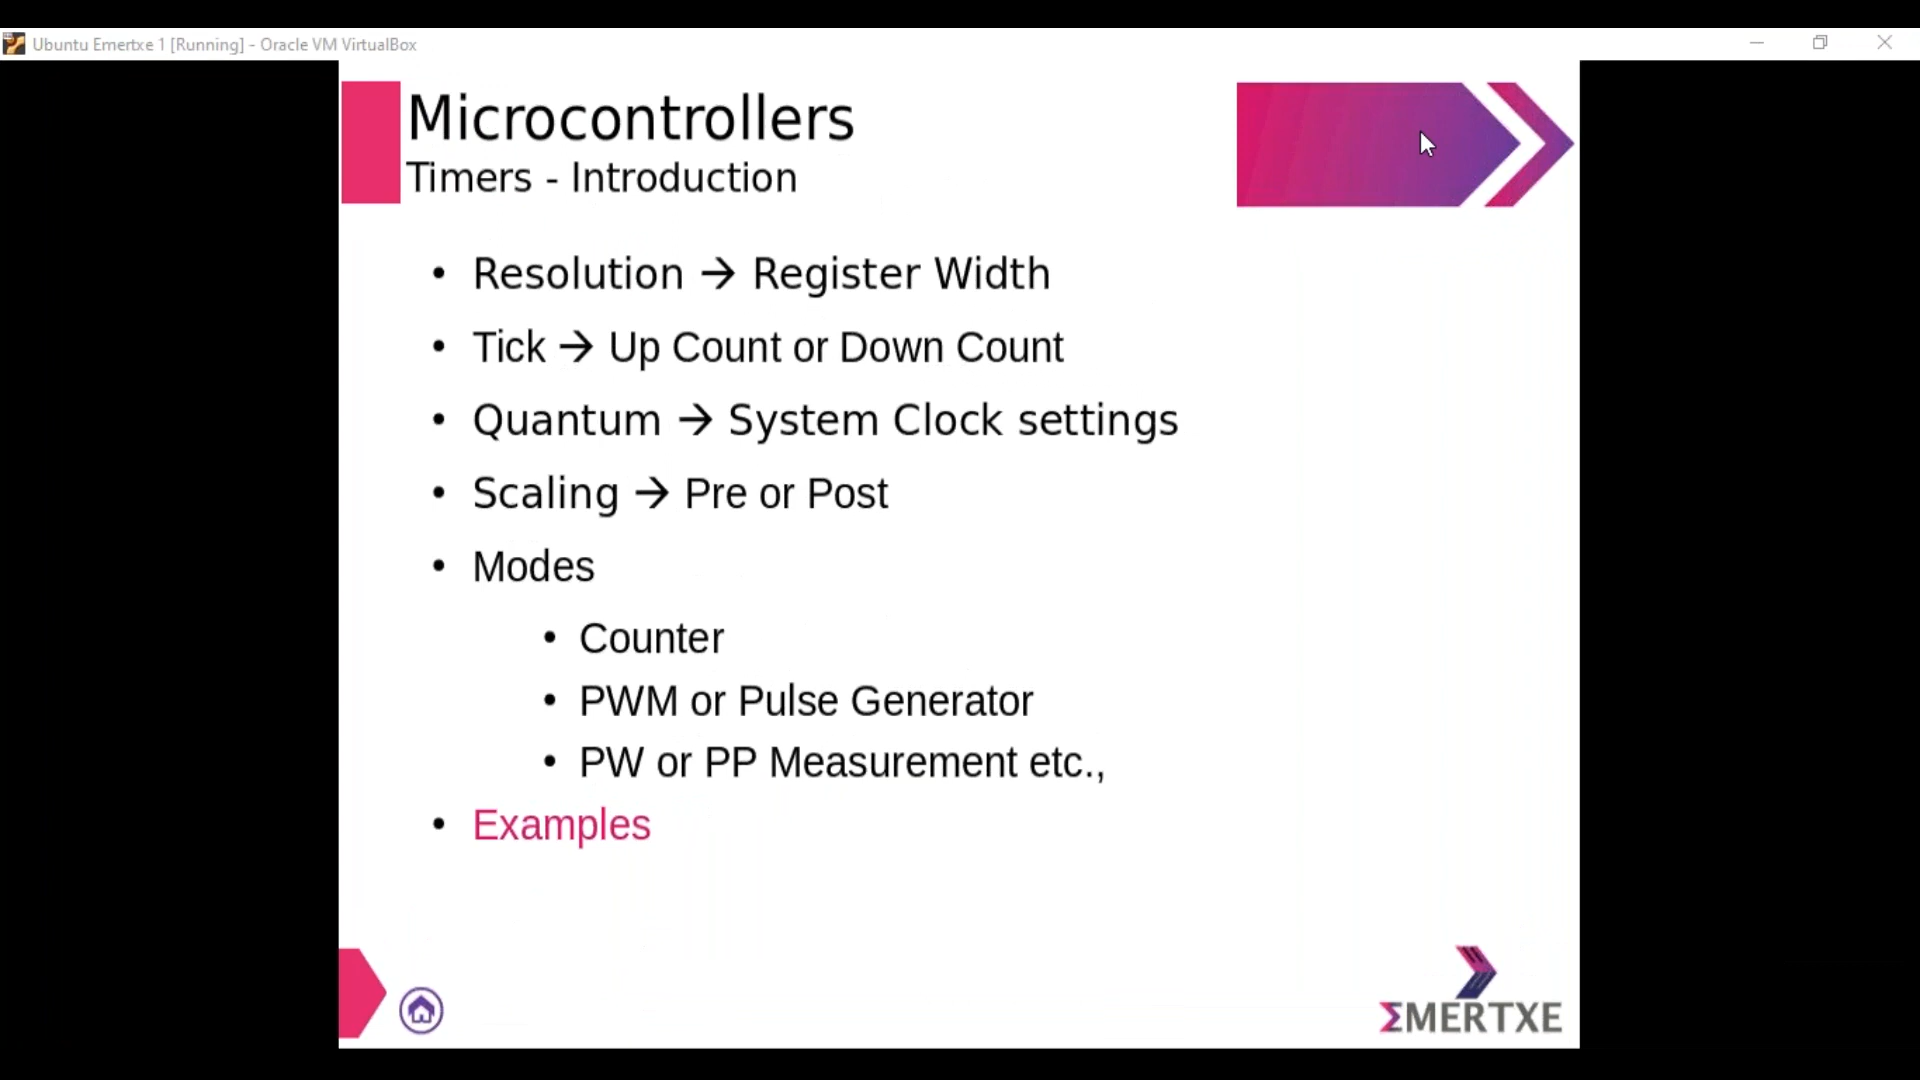 Ubuntu Emertxe 1 [Running] - Oracle VM VirtualBox
Microcontrollers
Timers - Introduction
• Resolution → Register Width
• Tick → Up Count or Down Count
• Quantum → System Clock settings
• Scaling → Pre or Post
• Modes
• Counter
• PWM or Pulse Generator
• PW or PP Measurement etc.,
• Examples
ΣMERTXE